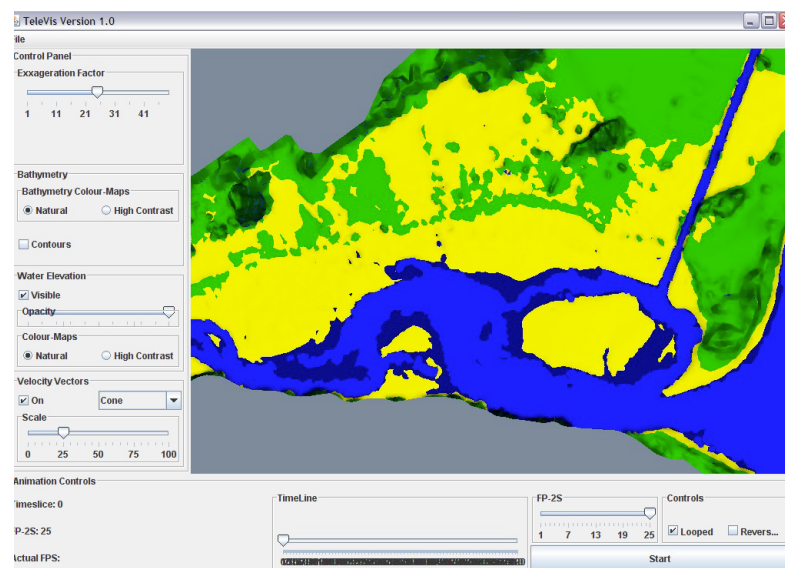 TeleVis Version 1.0
ile
Control Panel
Exxageration Factor
1 11 21 31 41
Bathymetry
Bathymetry Colour-Maps
Natural High Contrast
Contours
Water Elevation
Visible
Opacity
Colour-Maps
Natural High Contrast
Velocity Vectors
On Cone
Scale
0 25 50 75 100
Animation Controls
Timeslice: 0
FP-2S: 25
Actual FPS:
TimeLine
FP-2S
1 7 13 19 25
Controls
Looped Revers...
Start